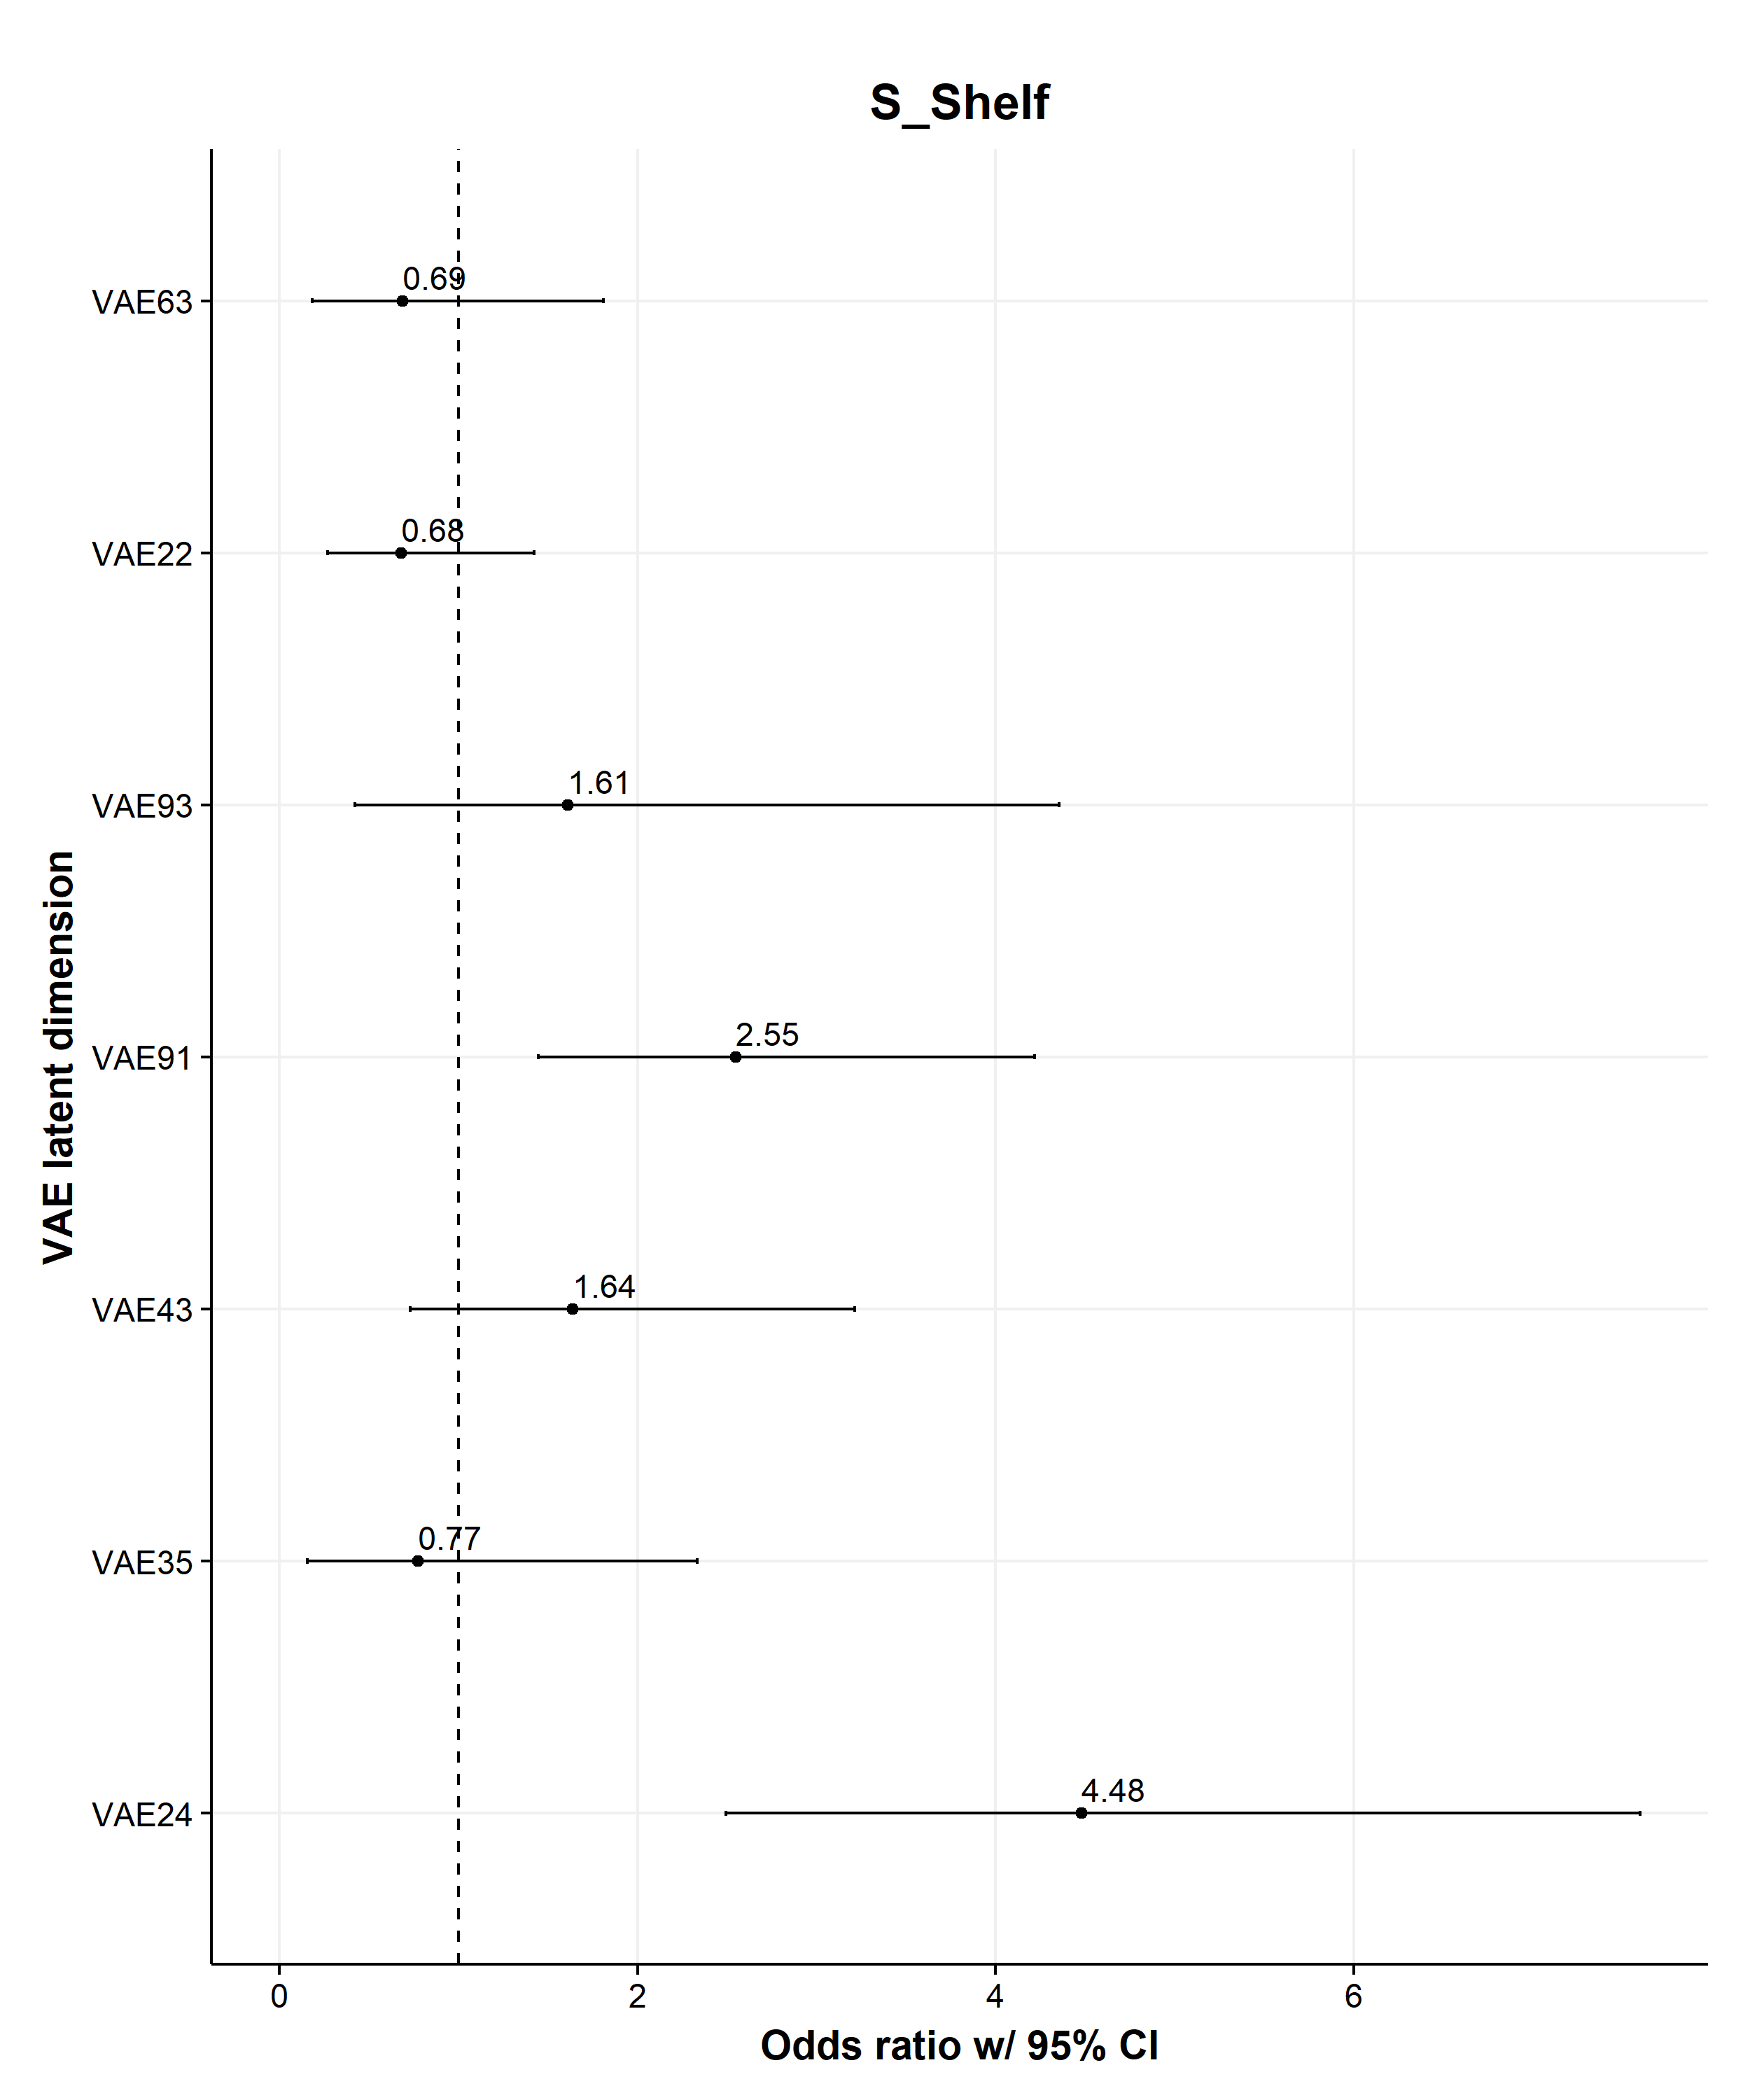 S_Shelf
VAE latent dimension
VAE63
0.69
VAE22
0.68
VAE93
1.61
VAE91
2.55
VAE43
1.64
VAE35
0.77
VAE24
4.48
0 2 4 6
Odds ratio w/ 95% CI